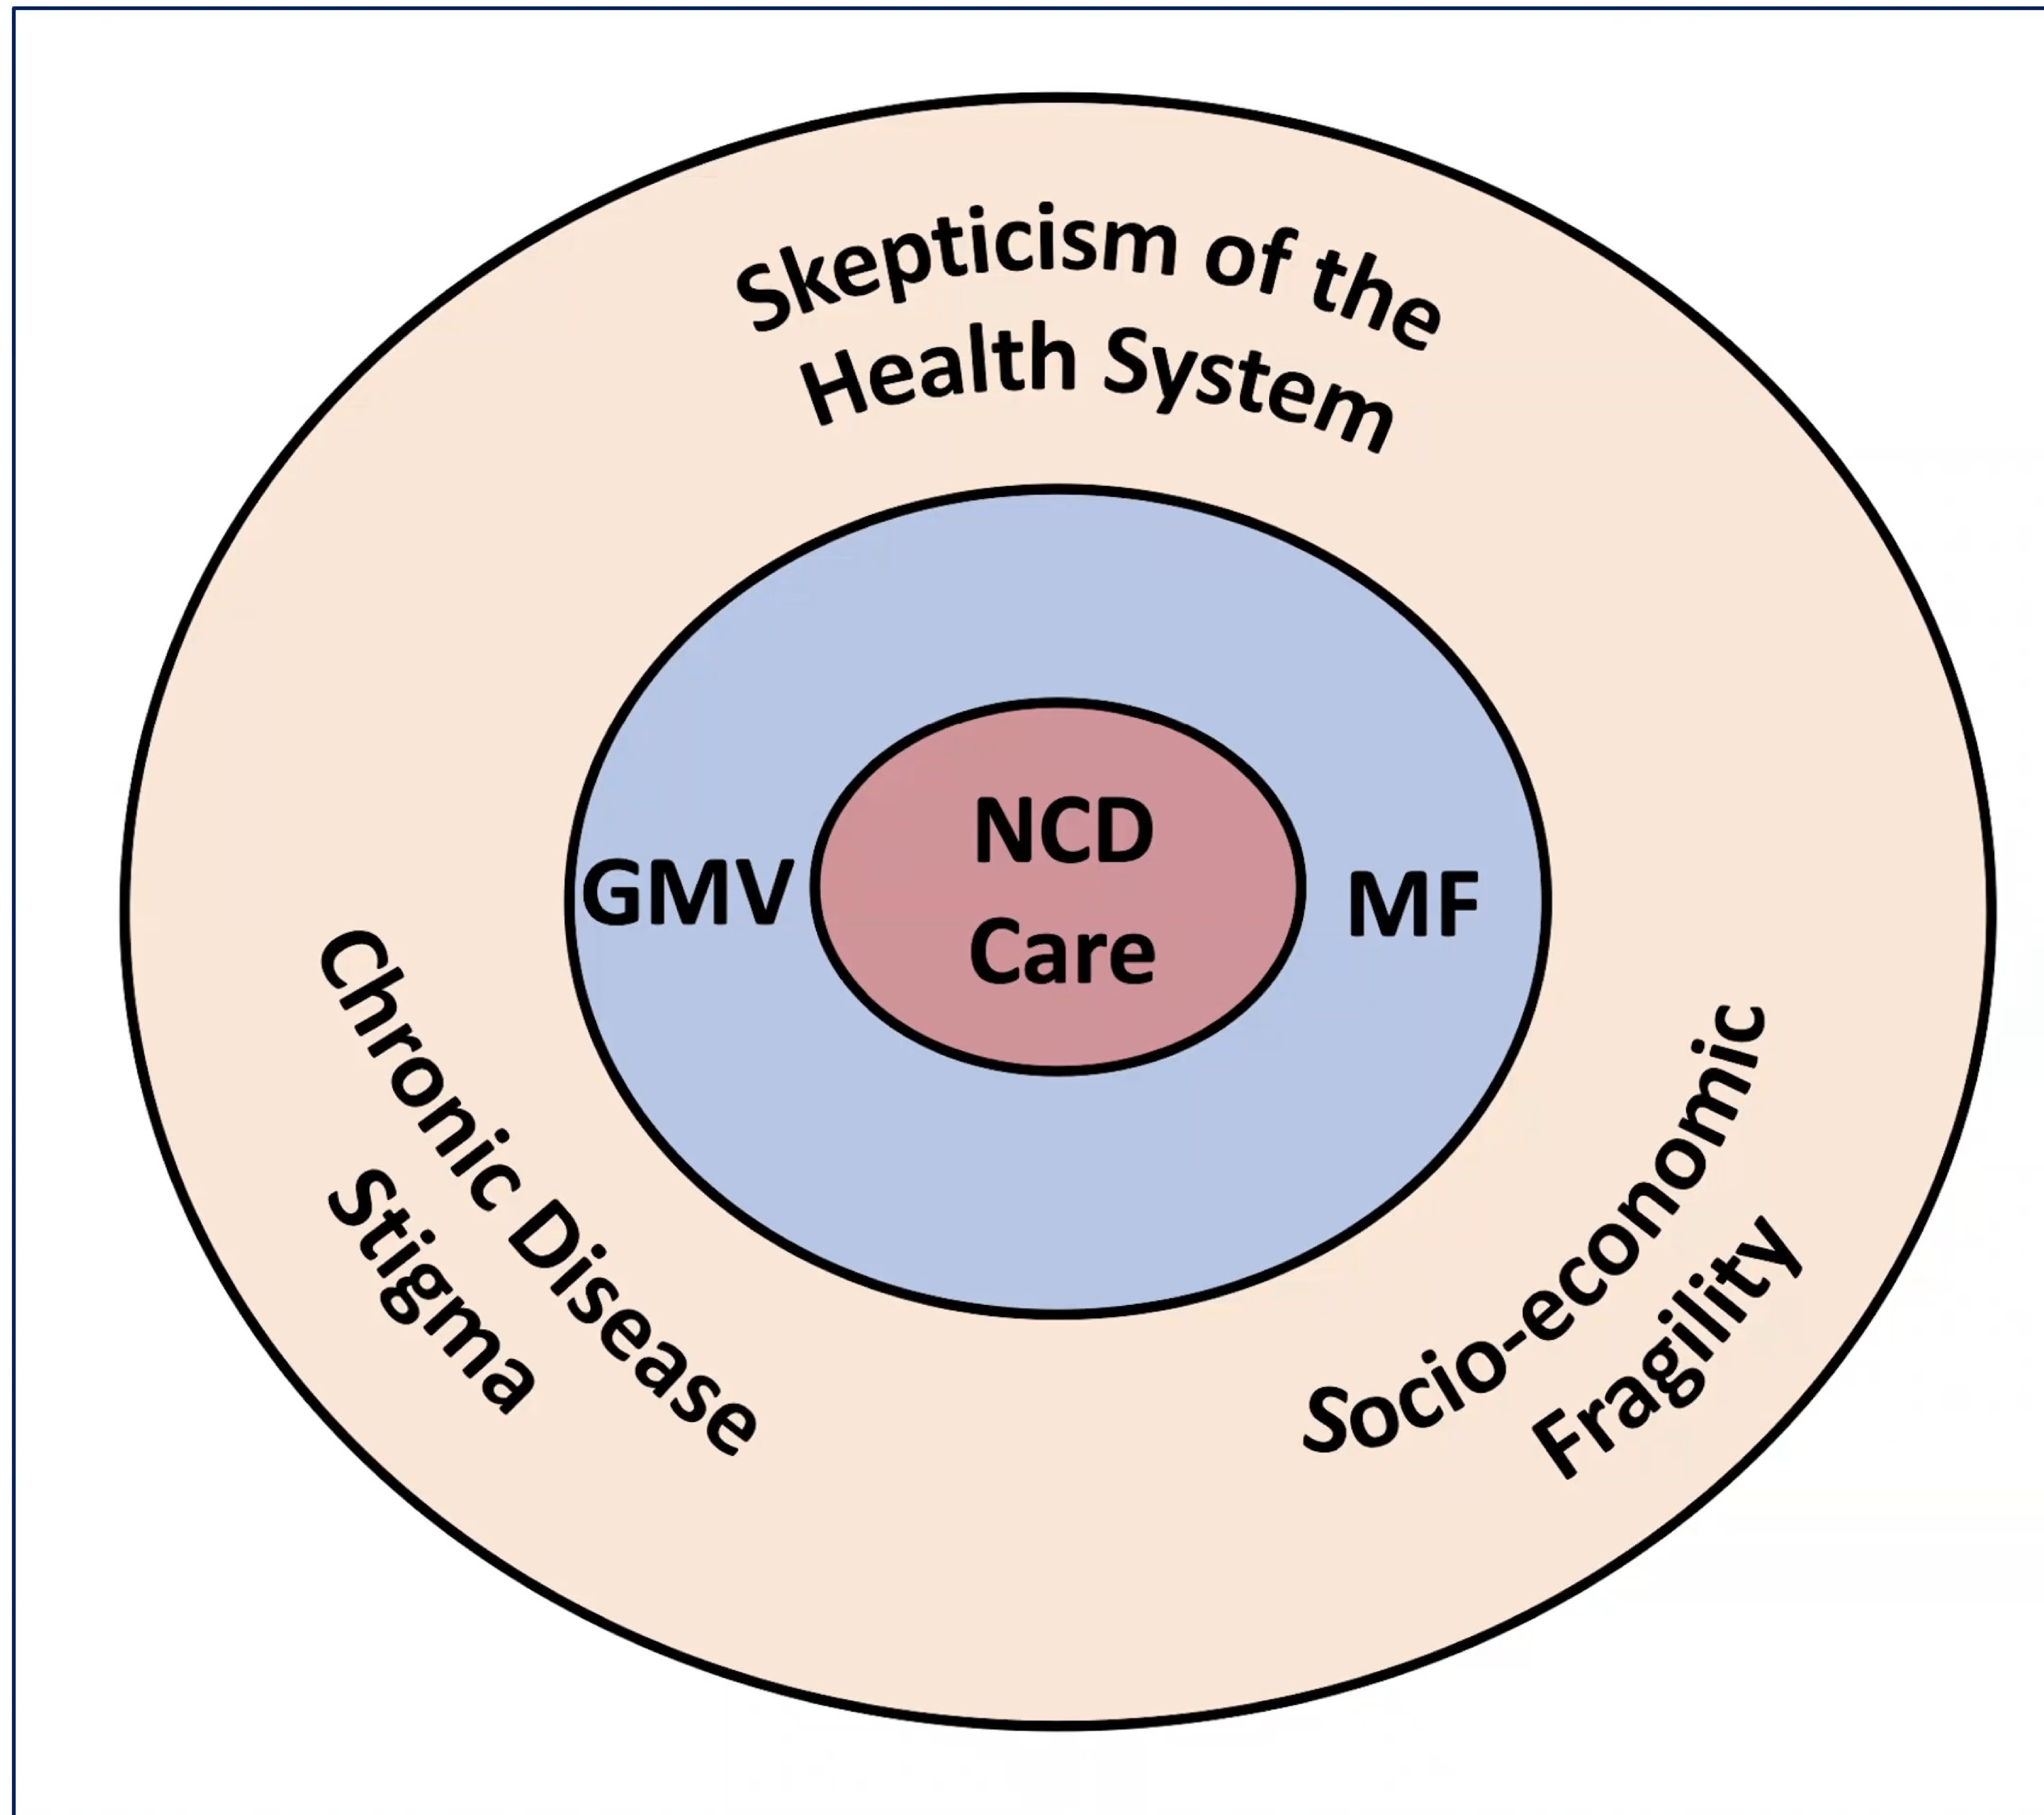 Skepticism of the
Health System
GMV
NCD
Care
MF
Chronic Disease
Stigma
Socio-economic
Fragility